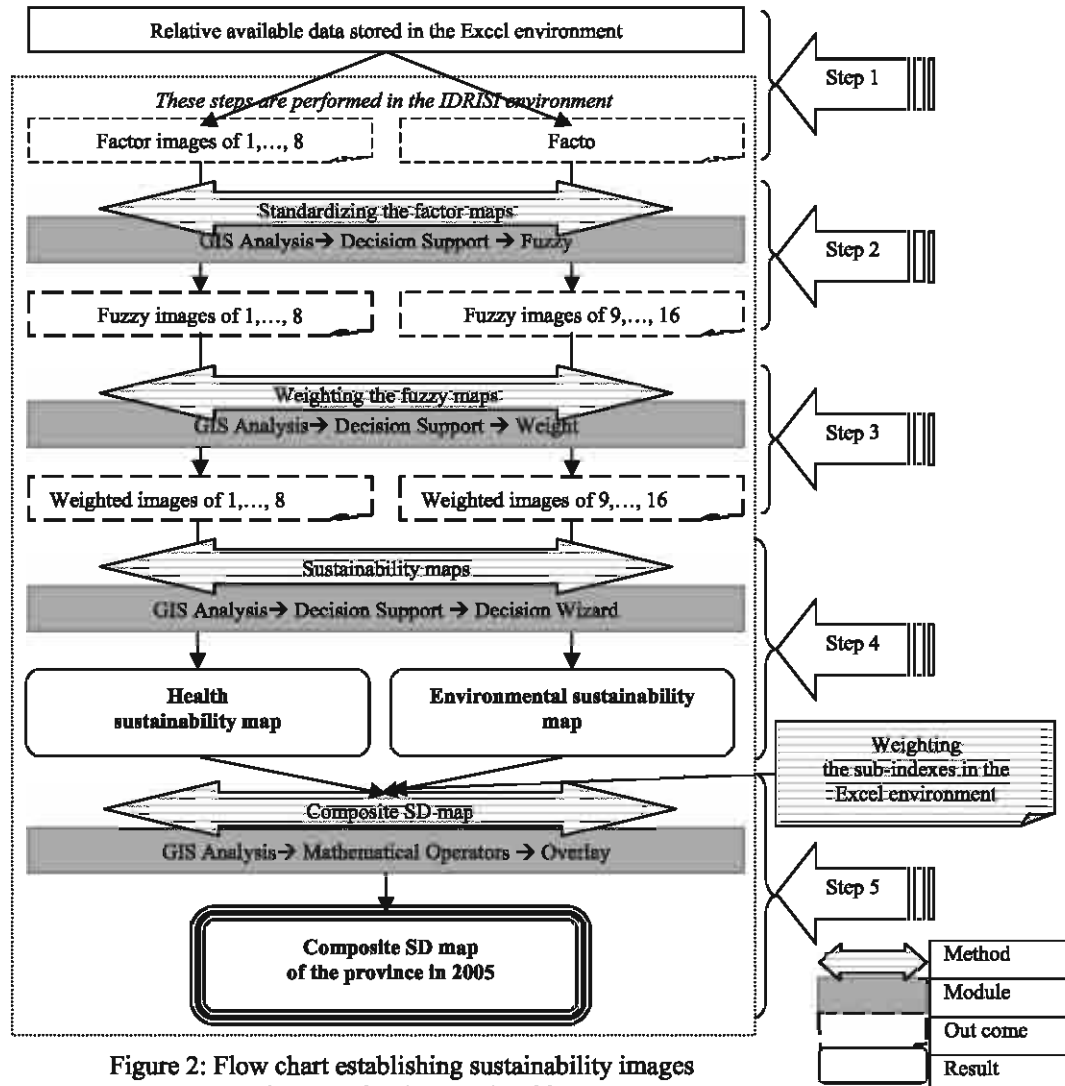 Relative available data stored in the Excel environment
Step 1
These steps are performed in the IDRISI environment
Factor images of 1,..., 8
Facto
Standardizing the factor maps
GIS Analysis→ Decision Support → Fuzzy
Step 2
Fuzzy images of 1,..., 8
Fuzzy images of 9,..., 16
Weighting the fuzzy maps
GIS Analysis→ Decision Support → Weight
Step 3
Weighted images of 1,..., 8
Weighted images of 9,..., 16
Sustainability maps
GIS Analysis→ Decision Support → Decision Wizard
Step 4
Health
sustainability map
Environmental sustainability
map
Weighting
the sub-indexes in the
Excel environment
Composite SD map
GIS Analysis→ Mathematical Operators → Overlay
Step 5
Composite SD map
of the province in 2005
Method
Module
Out come
Result
Figure 2: Flow chart establishing sustainability images